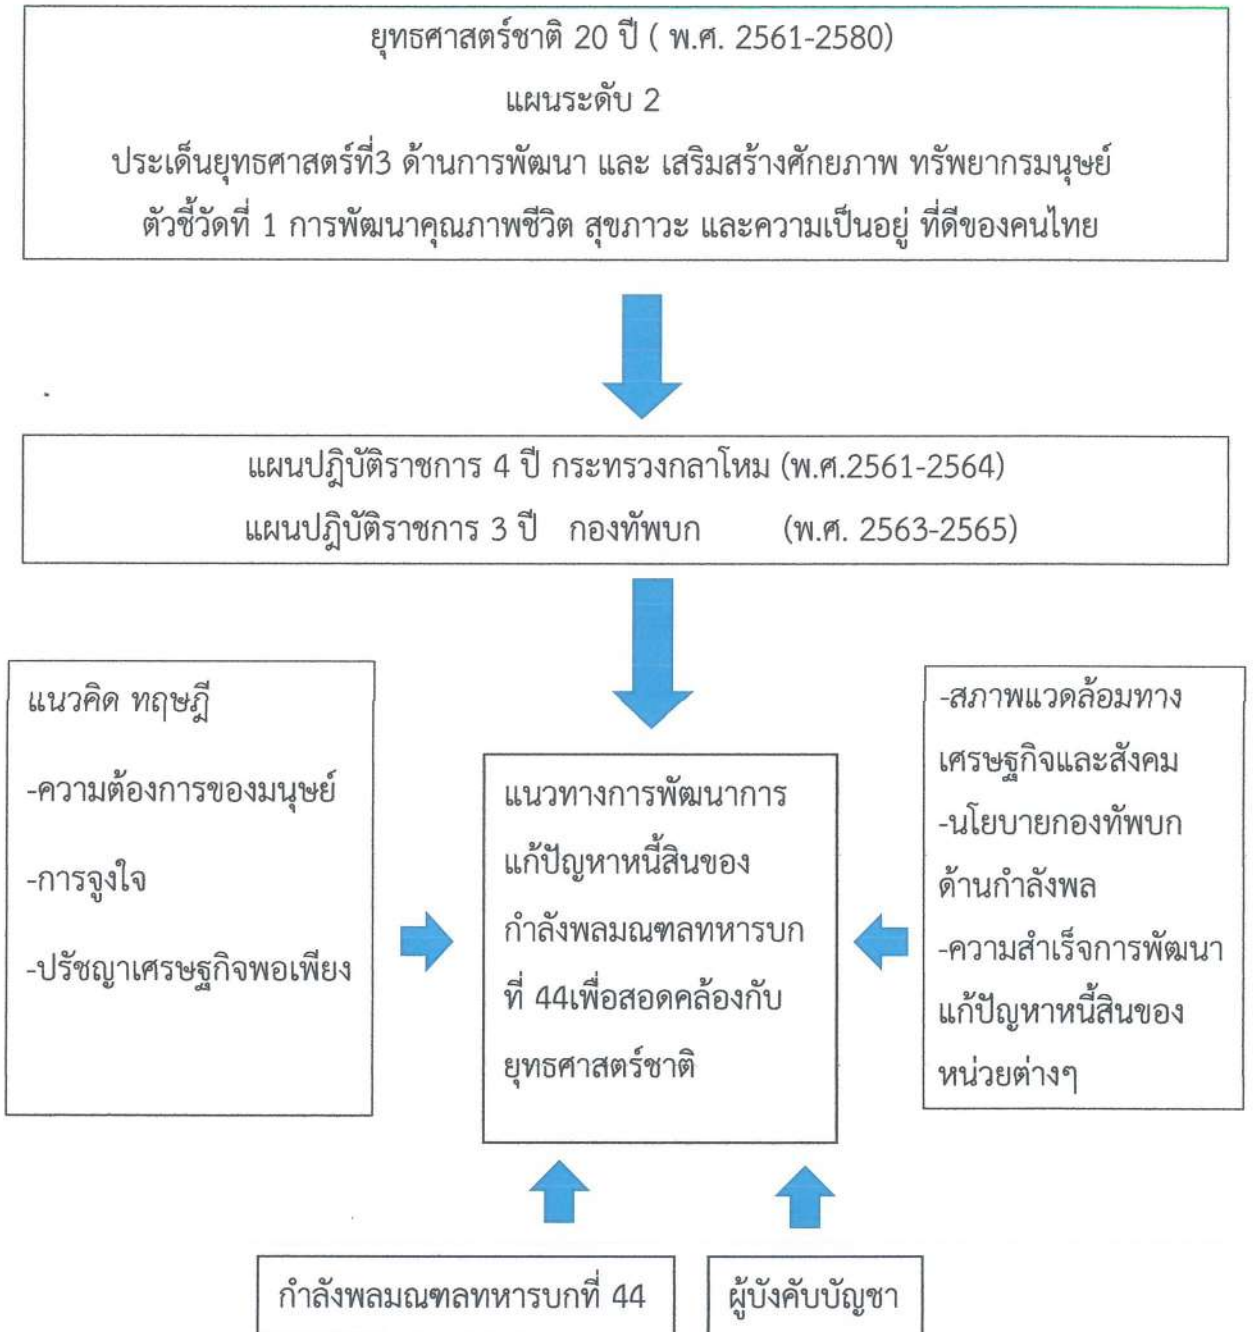 ยุทธศาสตร์ชาติ 20 ปี ( พ.ศ. 2561-2580)
แผนระดับ 2
ประเด็นยุทธศาสตร์ที่3 ด้านการพัฒนา และ เสริมสร้างศักยภาพ ทรัพยากรมนุษย์
ตัวชี้วัดที่ 1 การพัฒนาคุณภาพชีวิต สุขภาวะ และความเป็นอยู่ ที่ดีของคนไทย
แผนปฎิบัติราชการ 4 ปี กระทรวงกลาโหม (พ.ศ.2561-2564)
แผนปฎิบัติราชการ 3 ปี กองทัพบก (พ.ศ. 2563-2565)
แนวคิด ทฤษฎี
-ความต้องการของมนุษย์
-การจูงใจ
-ปรัชญาเศรษฐกิจพอเพียง
แนวทางการพัฒนาการ
แก้ปัญหาหนี้สินของ
กำลังพลมณฑลทหารบก
ที่ 44เพื่อสอดคล้องกับ
ยุทธศาสตร์ชาติ
-สภาพแวดล้อมทาง
เศรษฐกิจและสังคม
-นโยบายกองทัพบก
ด้านกำลังพล
-ความสำเร็จการพัฒนา
แก้ปัญหาหนี้สินของ
หน่วยต่างๆ
กำลังพลมณฑลทหารบกที่ 44
ผู้บังคับบัญชา